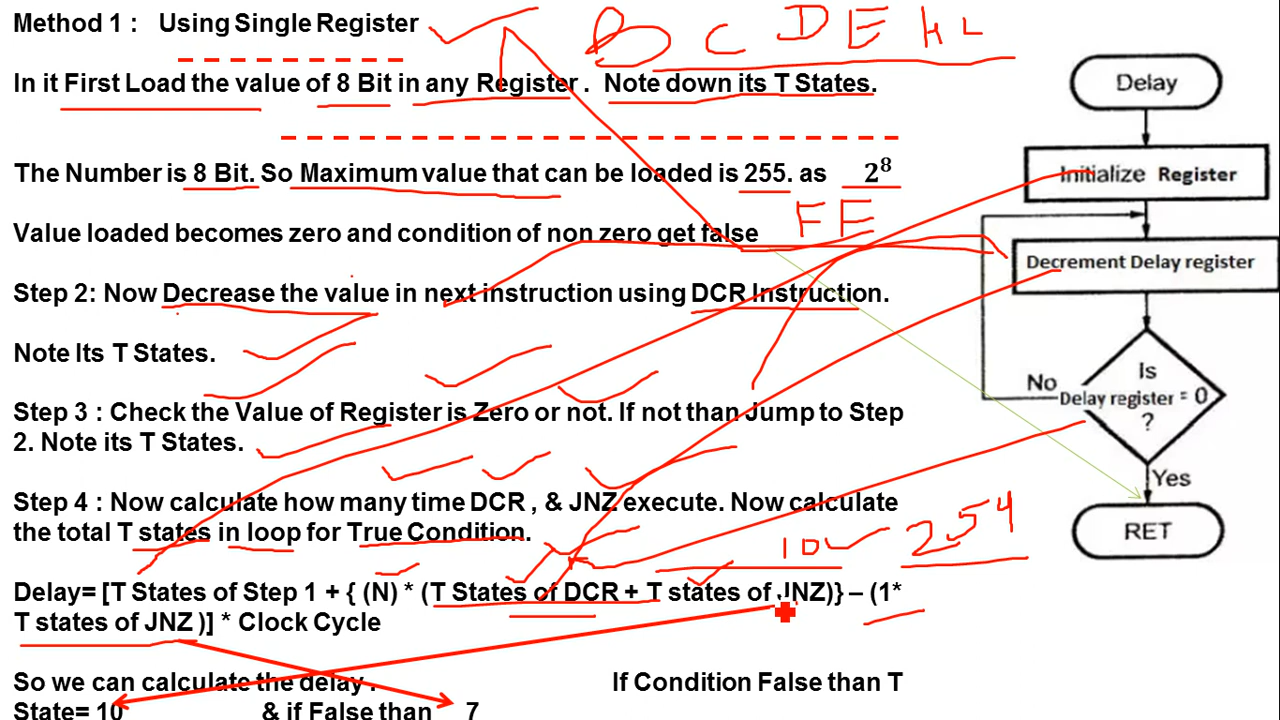 Method 1 : Using Single Register
B C D E H L
In it First Load the value of 8 Bit in any Register . Note down its T States.
The Number is 8 Bit. So Maximum value that can be loaded is 255. as 2⁸
FF
Value loaded becomes zero and condition of non zero get false
Step 2: Now Decrease the value in next instruction using DCR Instruction.
Note Its T States.
Step 3 : Check the Value of Register is Zero or not. If not than Jump to Step
2. Note its T States.
Step 4 : Now calculate how many time DCR , & JNZ execute. Now calculate
the total T states in loop for True Condition.
10 254
Delay= [T States of Step 1 + { (N) * (T States of DCR + T states of JNZ)} – (1*
T states of JNZ )] * Clock Cycle
So we can calculate the delay . If Condition False than T
State= 10 & if False than 7
Delay
Initialize Register
Decrement Delay register
Is
No
Delay register = 0
?
Yes
RET